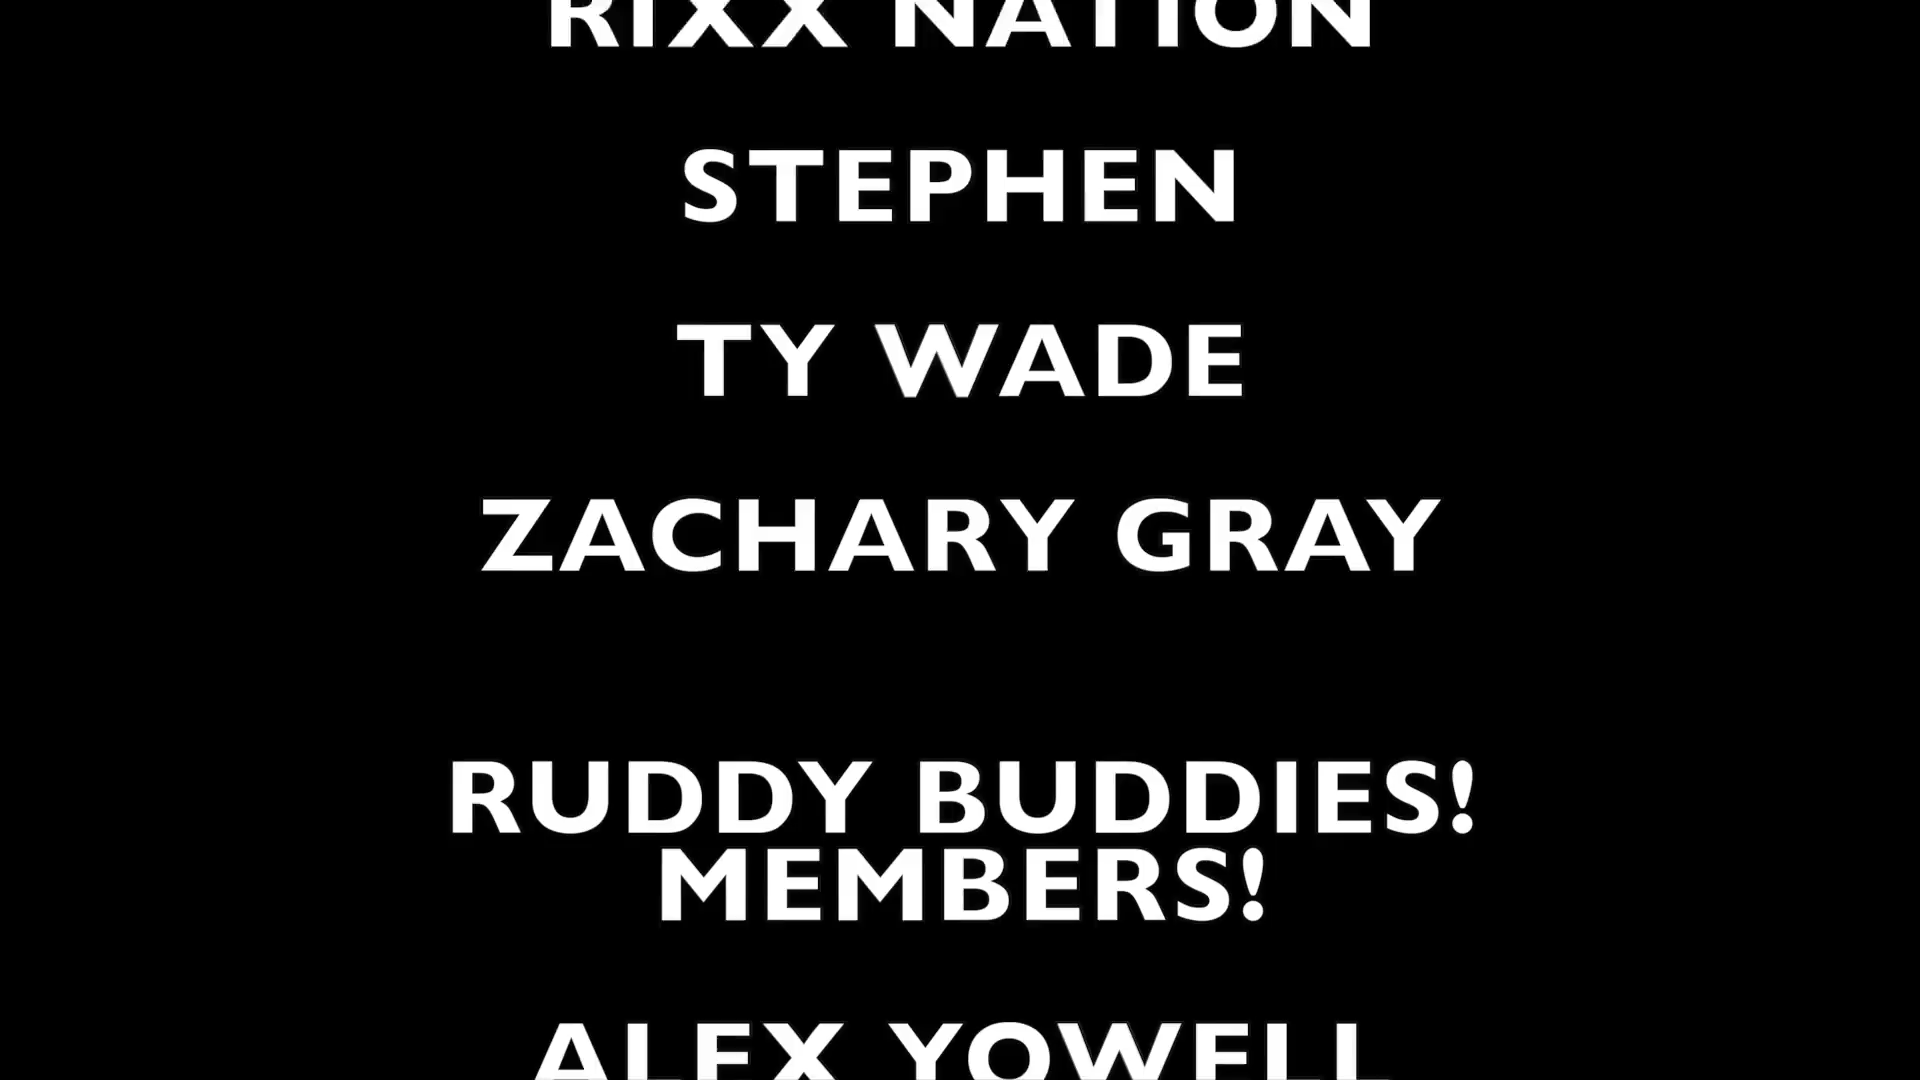 RIXX NATION
STEPHEN
TY WADE
ZACHARY GRAY
RUDDY BUDDIES!
MEMBERS!
ALEX YOWELL